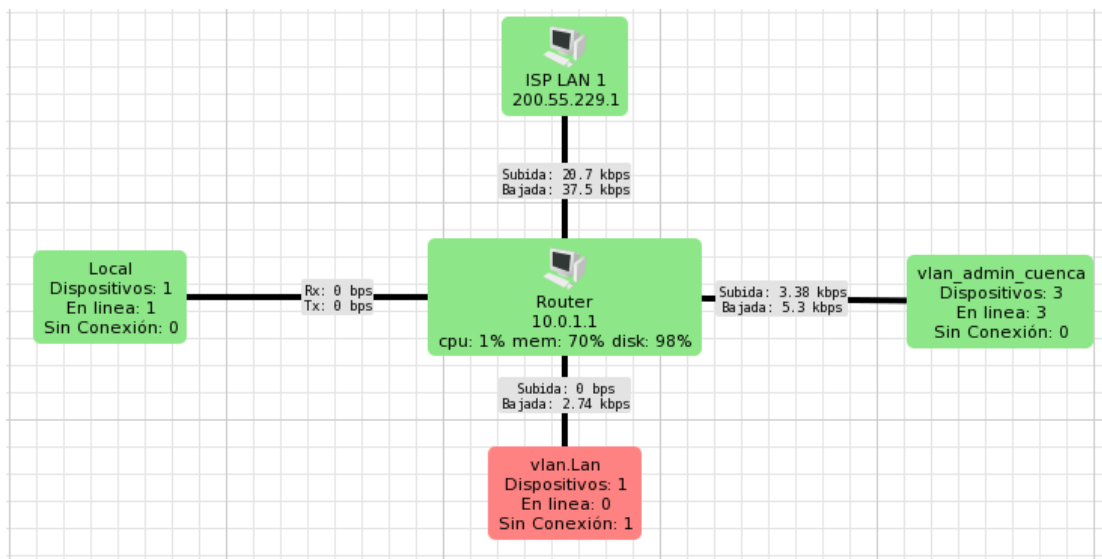 ISP LAN 1
200.55.229.1
Subida: 20.7 kbps
Bajada: 37.5 kbps
Local
Dispositivos: 1
En linea: 1
Sin Conexión: 0
Rx: 0 bps
Tx: 0 bps
Router
10.0.1.1
cpu: 1% mem: 70% disk: 98%
Subida: 3.38 kbps
Bajada: 5.3 kbps
vlan_admin_cuenca
Dispositivos: 3
En linea: 3
Sin Conexión: 0
Subida: 0 bps
Bajada: 2.74 kbps
vlan.Lan
Dispositivos: 1
En linea: 0
Sin Conexión: 1